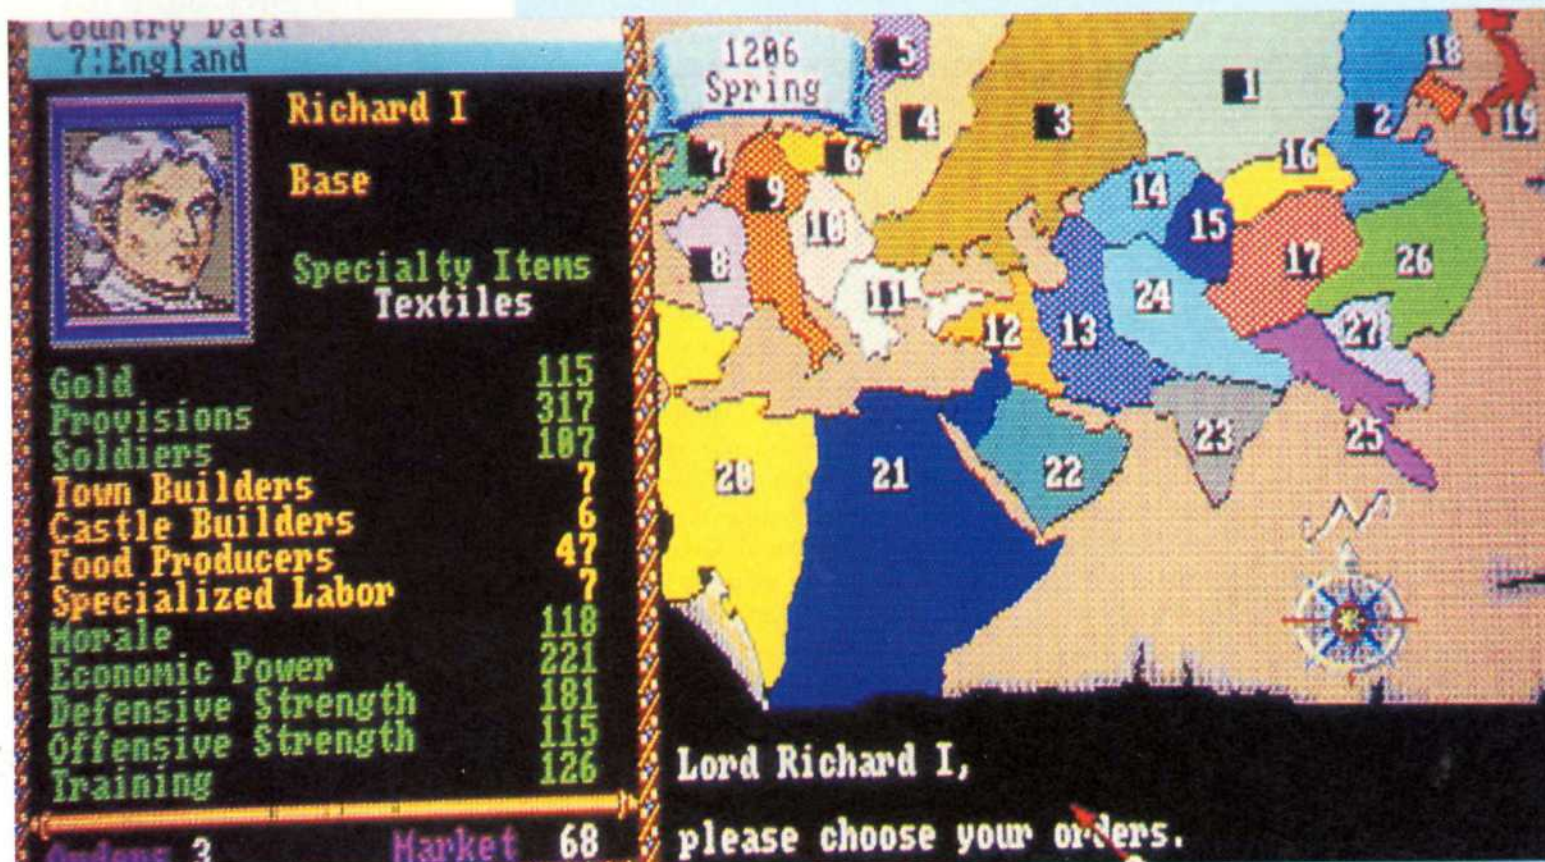 Country Data
7:England
Richard I
Base
Specialty Items
Textiles
Gold 115
Provisions 317
Soldiers 107
Town Builders 7
Castle Builders 6
Food Producers 47
Specialized Labor 7
Morale 118
Economic Power 221
Defensive Strength 181
Offensive Strength 115
Training 126
Orders 3 Market 68
1206
Spring
5
1
18
4
3
2
19
7
6
16
9
14
10
15
8
17
26
11
24
12
13
27
23
25
20
21
22
N
Lord Richard I,
please choose your orders.